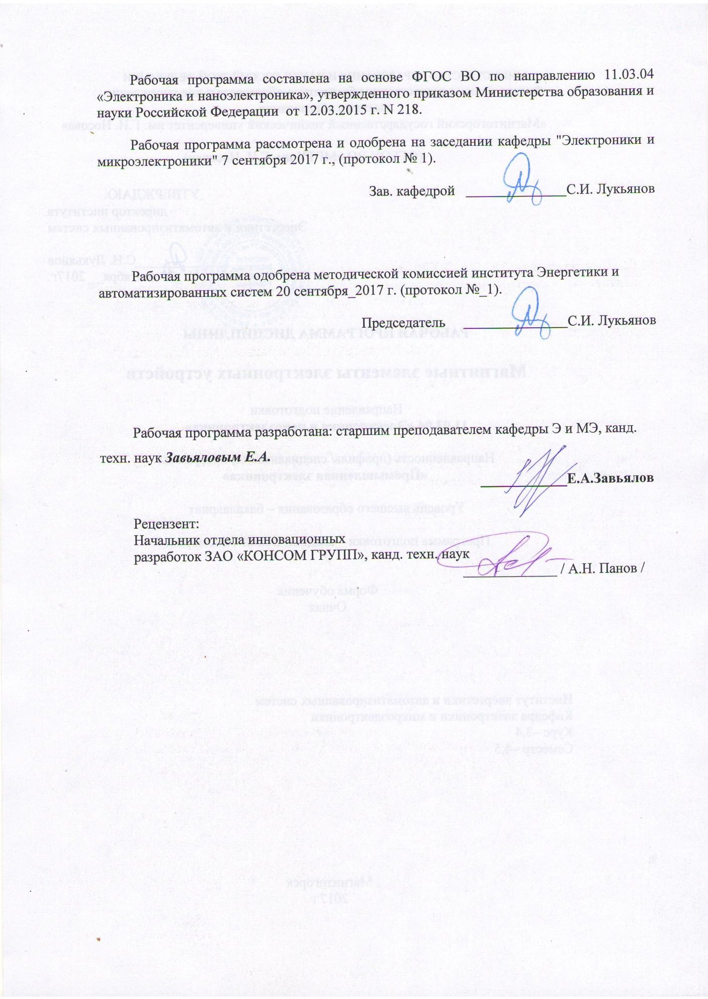 Рабочая программа составлена на основе ФГОС ВО по направлению 11.03.04
«Электроника и наноэлектроника», утвержденного приказом Министерства образования и
науки Российской Федерации от 12.03.2015 г. N 218.
Рабочая программа рассмотрена и одобрена на заседании кафедры "Электроники и
микроэлектроники" 7 сентября 2017 г., (протокол № 1).
Зав. кафедрой ______________С.И. Лукьянов
Рабочая программа одобрена методической комиссией института Энергетики и
автоматизированных систем 20 сентября_2017 г. (протокол №_1).
Председатель ______________С.И. Лукьянов
Рабочая программа разработана: старшим преподавателем кафедры Э и МЭ, канд.
техн. наук Завьяловым Е.А.
____________Е.А.Завьялов
Рецензент:
Начальник отдела инновационных
разработок ЗАО «КОНСОМ ГРУПП», канд. техн. наук
_____________ / А.Н. Панов /